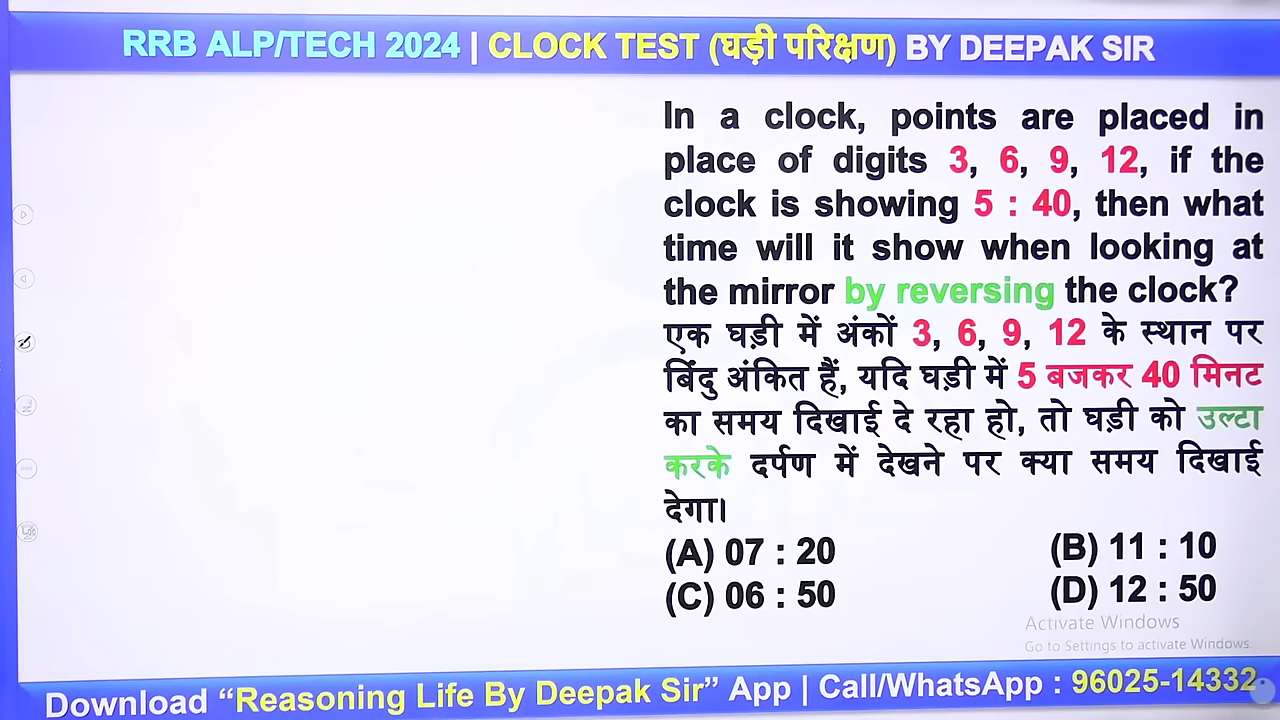 RRB ALP/TECH 2024 | CLOCK TEST (घड़ी परिक्षण) BY DEEPAK SIR
In a clock, points are placed in
place of digits 3, 6, 9, 12, if the
clock is showing 5 : 40, then what
time will it show when looking at
the mirror by reversing the clock?
एक घड़ी में अंकों 3, 6, 9, 12 के स्थान पर
बिंदु अंकित हैं, यदि घड़ी में 5 बजकर 40 मिनट
का समय दिखाई दे रहा हो, तो घड़ी को उल्टा
करके दर्पण में देखने पर क्या समय दिखाई
देगा।
(A) 07 : 20 (B) 11 : 10
(C) 06 : 50 (D) 12 : 50
Activate Windows
Go to Settings to activate Windows.
Download “Reasoning Life By Deepak Sir” App | Call/WhatsApp : 96025-14332